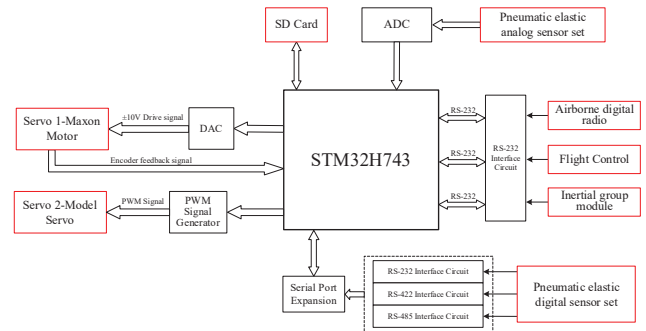 SD Card
ADC
Pneumatic elastic
analog sensor set
Servo 1-Maxon
Motor
±10V Drive signal
DAC
Encoder feedback signal
STM32H743
RS-232
RS-232
RS-232
RS-232
Interface
Circuit
Airborne digital
radio
Flight Control
Inertial group
module
Servo 2-Model
Servo
PWM Signal
PWM
Signal
Generator
Serial Port
Expansion
RS-232 Interface Circuit
RS-422 Interface Circuit
RS-485 Interface Circuit
Pneumatic elastic
digital sensor set